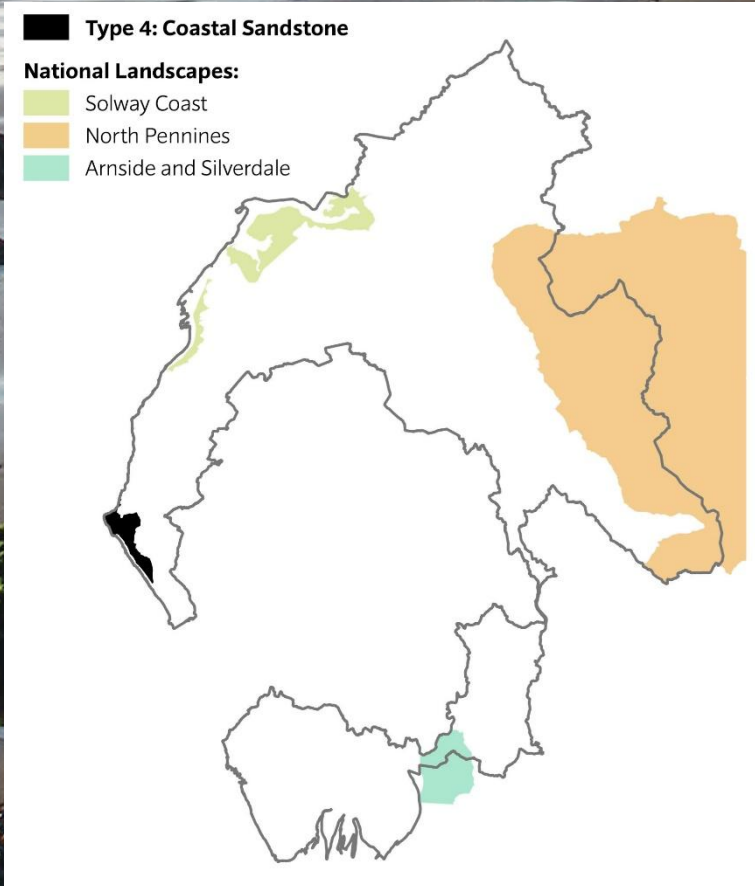 Type 4: Coastal Sandstone
National Landscapes:
Solway Coast
North Pennines
Arnside and Silverdale